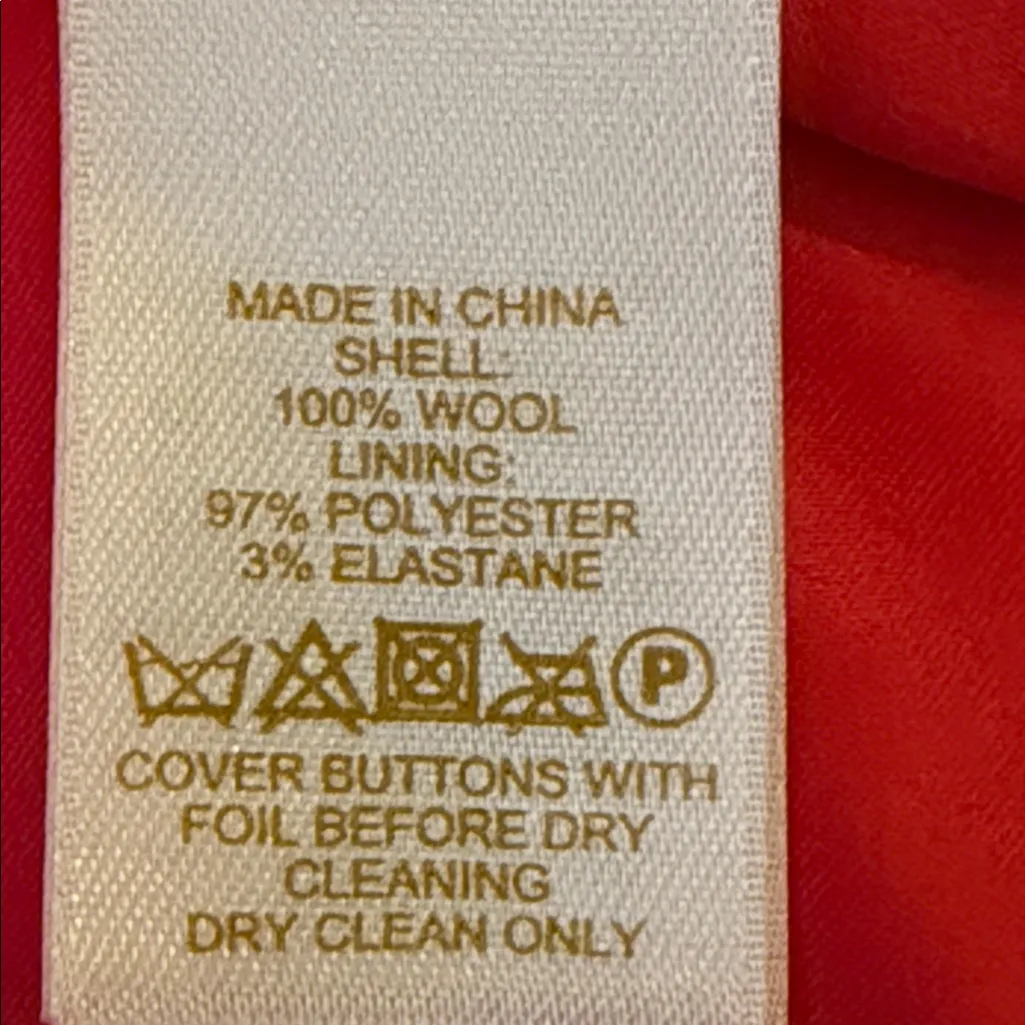 MADE IN CHINA
SHELL:
100% WOOL
LINING:
97% POLYESTER
3% ELASTANE
P
COVER BUTTONS WITH
FOIL BEFORE DRY
CLEANING
DRY CLEAN ONLY